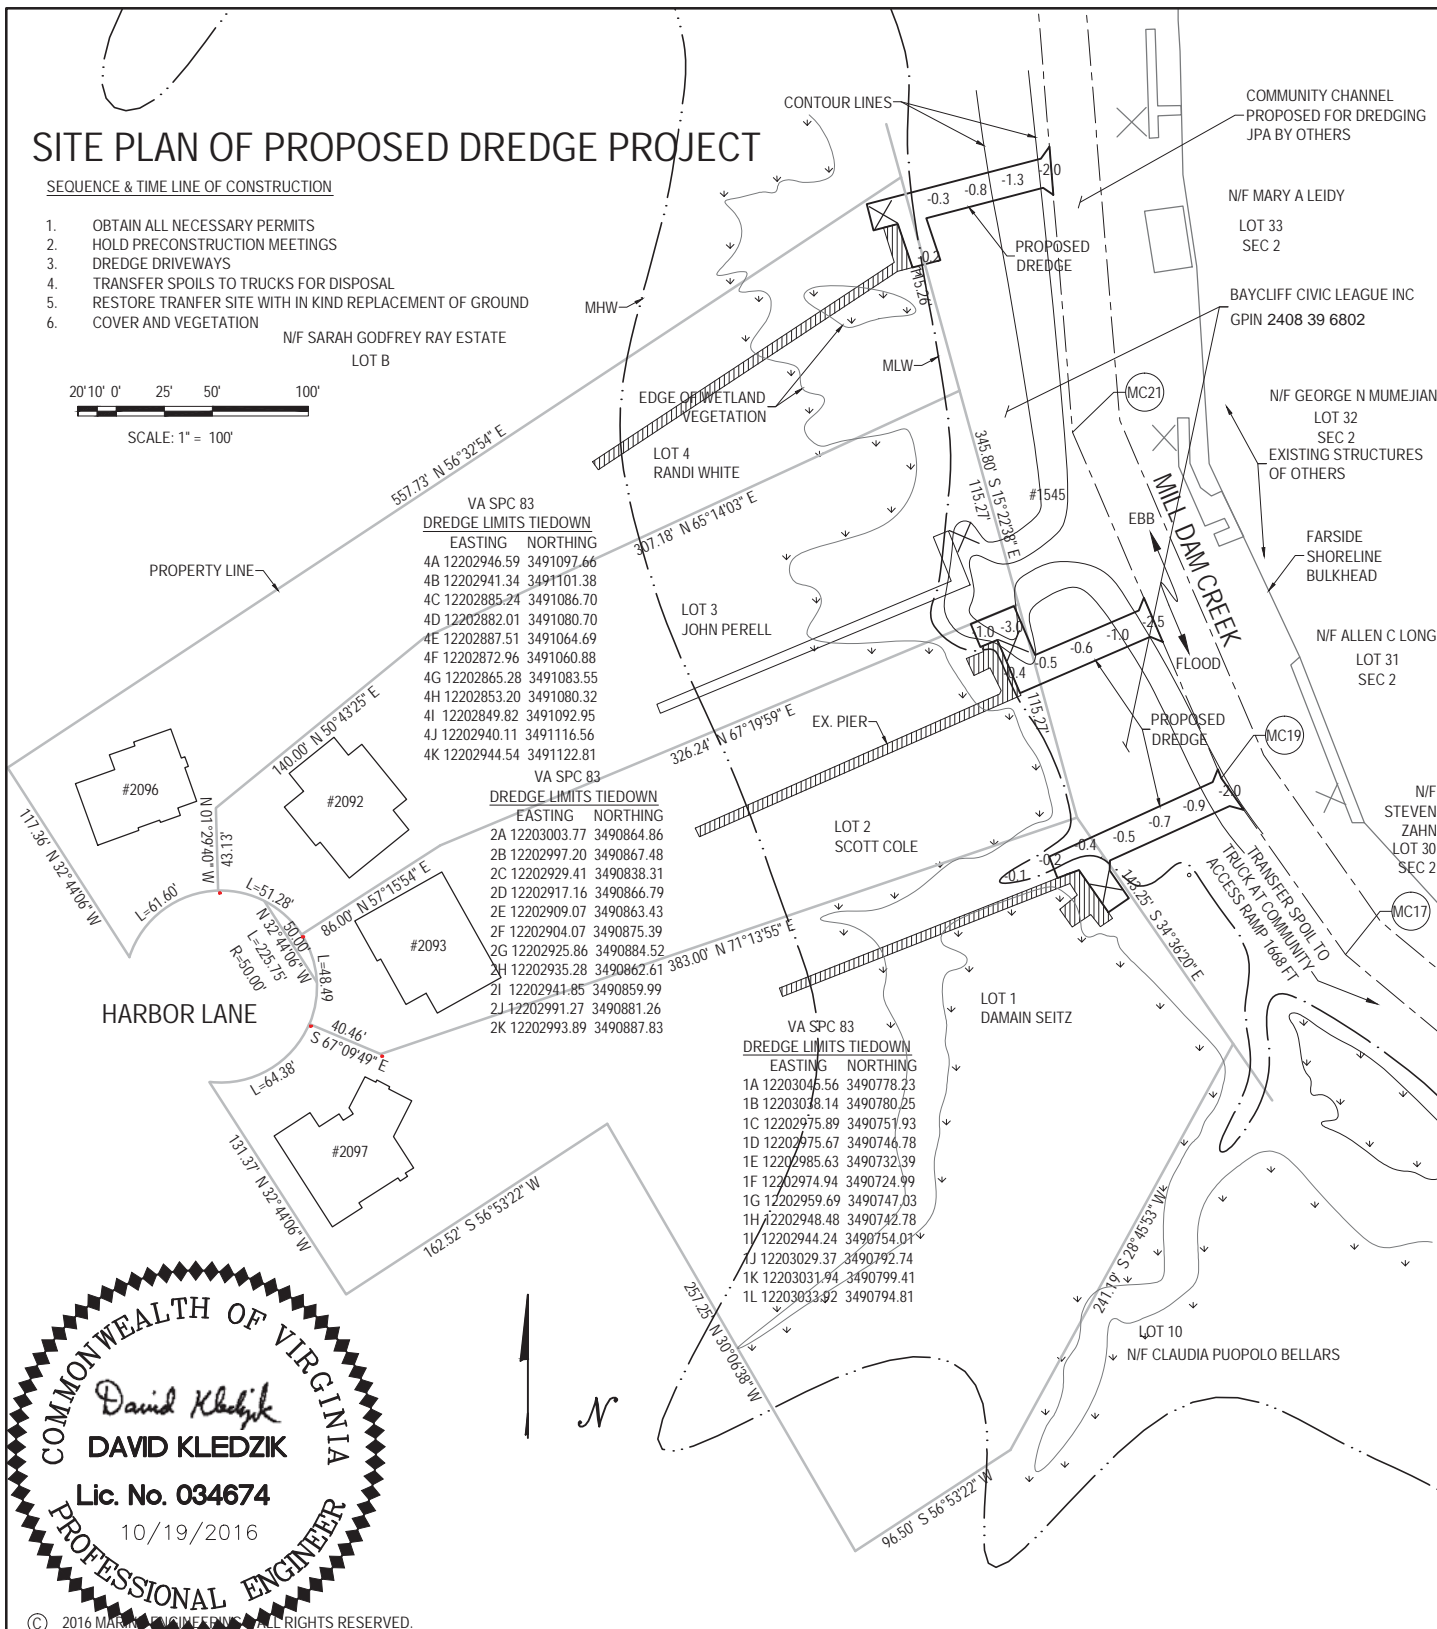 SITE PLAN OF PROPOSED DREDGE PROJECT
SEQUENCE & TIME LINE OF CONSTRUCTION
1. OBTAIN ALL NECESSARY PERMITS
2. HOLD PRECONSTRUCTION MEETINGS
3. DREDGE DRIVEWAYS
4. TRANSFER SPOILS TO TRUCKS FOR DISPOSAL
5. RESTORE TRANFER SITE WITH IN KIND REPLACEMENT OF GROUND
6. COVER AND VEGETATION
N/F SARAH GODFREY RAY ESTATE
LOT B
20' 10' 0' 25' 50' 100'
SCALE: 1" = 100'
CONTOUR LINES
COMMUNITY CHANNEL
PROPOSED FOR DREDGING
JPA BY OTHERS
N/F MARY A LEIDY
LOT 33
SEC 2
-0.3 -0.8 -1.3 -2.0
-0.2
PROPOSED
DREDGE
115.26'
MHW
MLW
BAYCLIFF CIVIC LEAGUE INC
GPIN 2408 39 6802
EDGE OF WETLAND
VEGETATION
MC21
N/F GEORGE N MUMEJIAN
LOT 32
SEC 2
EXISTING STRUCTURES
OF OTHERS
557.73' N 56°32'54" E
LOT 4
RANDI WHITE
307.18' N 65°14'03" E
345.80' S 15°22'38" E
115.27'
#1545
MILL DAM CREEK
EBB
FLOOD
FARSIDE
SHORELINE
BULKHEAD
N/F ALLEN C LONG
LOT 31
SEC 2
PROPERTY LINE
VA SPC 83
DREDGE LIMITS TIEDOWN
EASTING NORTHING
4A 12202946.59 3491097.66
4B 12202941.34 3491101.38
4C 12202885.24 3491086.70
4D 12202882.01 3491080.70
4E 12202887.51 3491064.69
4F 12202872.96 3491060.88
4G 12202865.28 3491083.55
4H 12202853.20 3491080.32
4I 12202849.82 3491092.95
4J 12202940.11 3491116.56
4K 12202944.54 3491122.81
LOT 3
JOHN PERELL
-1.0 -3.0
-0.4 -0.5 -0.6 -1.0 -2.5
115.27'
326.24' N 67°19'59" E
EX. PIER
PROPOSED
DREDGE
MC19
140.00' N 50°43'25" E
VA SPC 83
DREDGE LIMITS TIEDOWN
EASTING NORTHING
2A 12203003.77 3490864.86
2B 12202997.20 3490867.48
2C 12202929.41 3490838.31
2D 12202917.16 3490866.79
2E 12202909.07 3490863.43
2F 12202904.07 3490875.39
2G 12202925.86 3490884.52
2H 12202935.28 3490862.61
2I 12202941.85 3490859.99
2J 12202991.27 3490881.26
2K 12202993.89 3490887.83
#2096
#2092
#2093
#2097
117.36' N 32°44'06" W
N 01°29'40" W
43.13'
L=61.60'
L=51.28'
50.00'
N 32°44'06" W
L=225.75'
R=50.00'
L=48.49
86.00' N 57°15'54" E
HARBOR LANE
40.46'
S 67°09'49" E
L=64.38'
383.00' N 71°13'55" E
LOT 2
SCOTT COLE
-0.1 -0.2 -0.4 -0.5 -0.7 -0.9 -2.0
N/F
STEVEN
ZAHN
LOT 30
SEC 2
MC17
TRANSFER SPOIL TO
TRUCK AT COMMUNITY
ACCESS RAMP 1668 FT
143.25' S 34°36'20" E
LOT 1
DAMAIN SEITZ
VA SPC 83
DREDGE LIMITS TIEDOWN
EASTING NORTHING
1A 12203045.56 3490778.23
1B 12203038.14 3490780.25
1C 12202975.89 3490751.93
1D 12202975.67 3490746.78
1E 12202985.63 3490732.39
1F 12202974.94 3490724.99
1G 12202959.69 3490747.03
1H 12202948.48 3490742.78
1I 12202944.24 3490754.01
1J 12203029.37 3490792.74
1K 12203031.94 3490799.41
1L 12203033.92 3490794.81
131.37' N 32°44'06" W
162.52' S 56°53'22" W
257.25' N 30°06'38" W
241.19' S 28°45'53" W
96.50' S 56°53'22" W
LOT 10
N/F CLAUDIA PUOPOLO BELLARS
N
COMMONWEALTH OF VIRGINIA
David Kledzik
DAVID KLEDZIK
Lic. No. 034674
10/19/2016
PROFESSIONAL ENGINEER
© 2016 MARINE ENGINEERING ALL RIGHTS RESERVED.